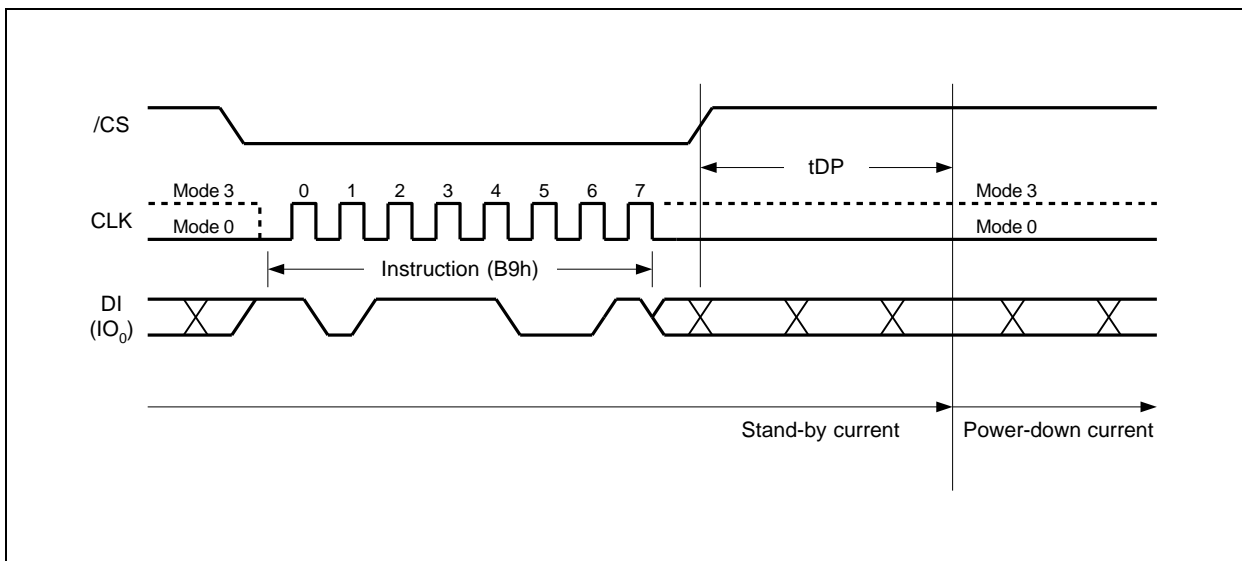 /CS
tDP
Mode 3
0 1 2 3 4 5 6 7
Mode 3
CLK
Mode 0
Mode 0
Instruction (B9h)
DI
(IO0)
Stand-by current
Power-down current